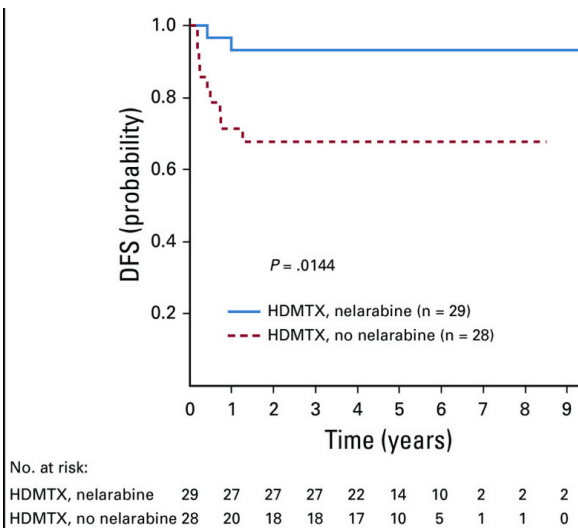 1.0
0.8
0.6
0.4
0.2
DFS (probability)
P = .0144
HDMTX, nelarabine (n = 29)
HDMTX, no nelarabine (n = 28)
0 1 2 3 4 5 6 7 8 9
Time (years)
No. at risk:
HDMTX, nelarabine 29 27 27 27 22 14 10 2 2 2
HDMTX, no nelarabine 28 20 18 18 17 10 5 1 1 0